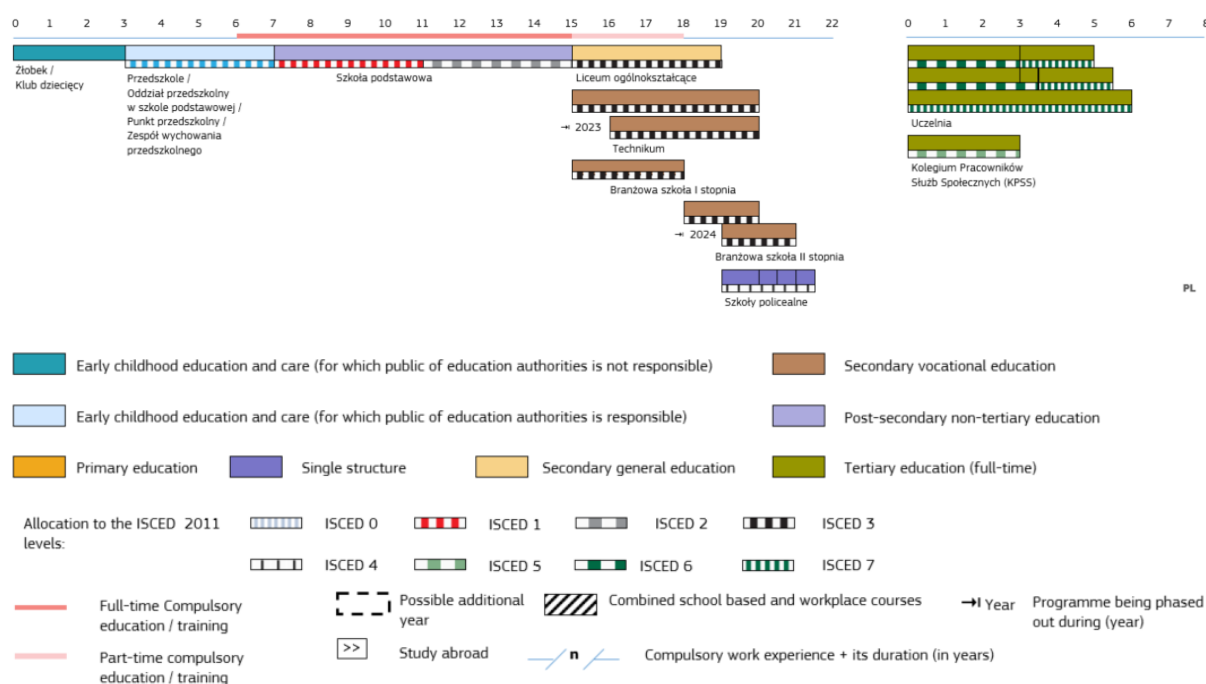 0 1 2 3 4 5 6 7 8 9 10 11 12 13 14 15 16 17 18 19 20 21 22
0 1 2 3 4 5 6 7 8
Żłobek /
Klub dziecięcy
Przedszkole /
Oddział przedszkolny
w szkole podstawowej /
Punkt przedszkolny /
Zespół wychowania
przedszkolnego
Szkoła podstawowa
Liceum ogólnokształcące
2023
Technikum
Branżowa szkoła I stopnia
2024
Branżowa szkoła II stopnia
Szkoły policealne
Uczelnia
Kolegium Pracowników
Służb Społecznych (KPSS)
PL
Early childhood education and care (for which public of education authorities is not responsible)
Secondary vocational education
Early childhood education and care (for which public of education authorities is responsible)
Post-secondary non-tertiary education
Primary education
Single structure
Secondary general education
Tertiary education (full-time)
Allocation to the ISCED 2011
levels:
ISCED 0
ISCED 1
ISCED 2
ISCED 3
ISCED 4
ISCED 5
ISCED 6
ISCED 7
Full-time Compulsory
education / training
Possible additional
year
Combined school based and workplace courses
Year
Programme being phased
out during (year)
Part-time compulsory
education / training
>>
Study abroad
n
Compulsory work experience + its duration (in years)